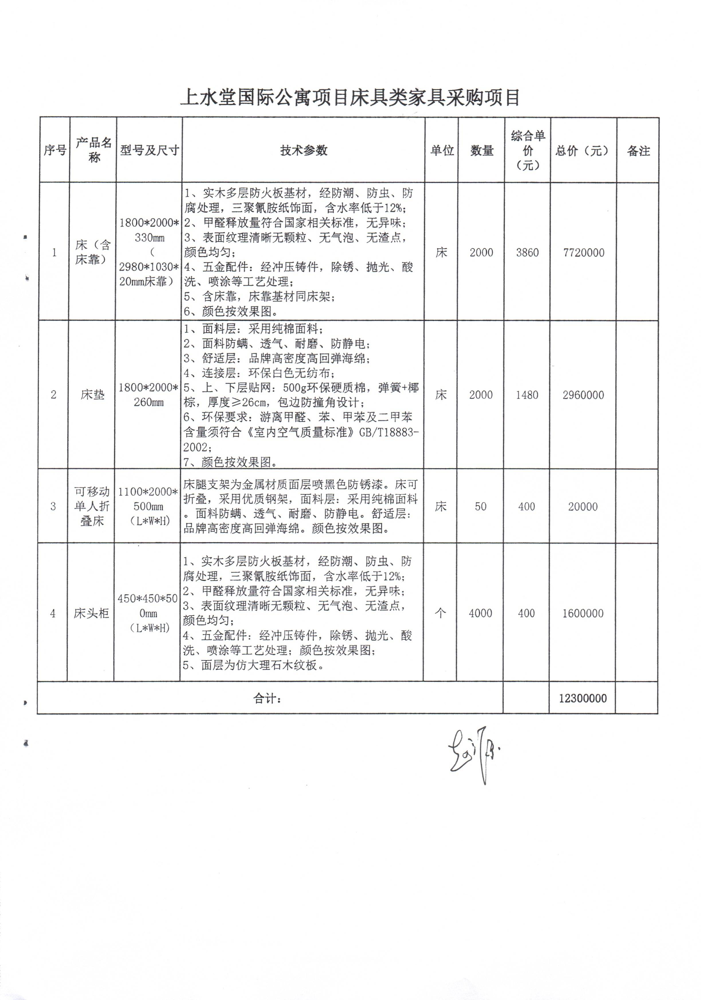 上水堂国际公寓项目床具类家具采购项目
序号
产品名
称
型号及尺寸
技术参数
单位
数量
综合单
价
（元）
总价（元）
备注
1
床（含
床靠）
1800*2000*
330mm
（
2980*1030*
20mm床靠）
1、实木多层防火板基材，经防潮、防虫、防
腐处理，三聚氰胺纸饰面，含水率低于12%；
2、甲醛释放量符合国家相关标准，无异味；
3、表面纹理清晰无颗粒、无气泡、无渣点，
颜色均匀；
4、五金配件：经冲压铸件，除锈、抛光、酸
洗、喷涂等工艺处理；
5、含床靠，床靠基材同床架；
6、颜色按效果图。
床
2000
3860
7720000
2
床垫
1800*2000*
260mm
1、面料层：采用纯棉面料；
2、面料防螨、透气、耐磨、防静电；
3、舒适层：品牌高密度高回弹海绵；
4、连接层：环保白色无纺布；
5、上、下层贴网：500g环保硬质棉，弹簧+椰
棕，厚度≥26cm，包边防撞角设计；
6、环保要求：游离甲醛、苯、甲苯及二甲苯
含量须符合《室内空气质量标准》GB/T18883-
2002；
7、颜色按效果图。
床
2000
1480
2960000
3
可移动
单人折
叠床
1100*2000*
500mm
（L*W*H)
床腿支架为金属材质面层喷黑色防锈漆。床可
折叠，采用优质钢架，面料层：采用纯棉面料
。面料防螨、透气、耐磨、防静电。舒适层：
品牌高密度高回弹海绵。颜色按效果图。
床
50
400
20000
4
床头柜
450*450*50
0mm
（L*W*H)
1、实木多层防火板基材，经防潮、防虫、防
腐处理，三聚氰胺纸饰面，含水率低于12%；
2、甲醛释放量符合国家相关标准，无异味；
3、表面纹理清晰无颗粒、无气泡、无渣点，
颜色均匀；
4、五金配件：经冲压铸件，除锈、抛光、酸
洗、喷涂等工艺处理；颜色按效果图；
5、面层为仿大理石木纹板。
个
4000
400
1600000
合计：
12300000